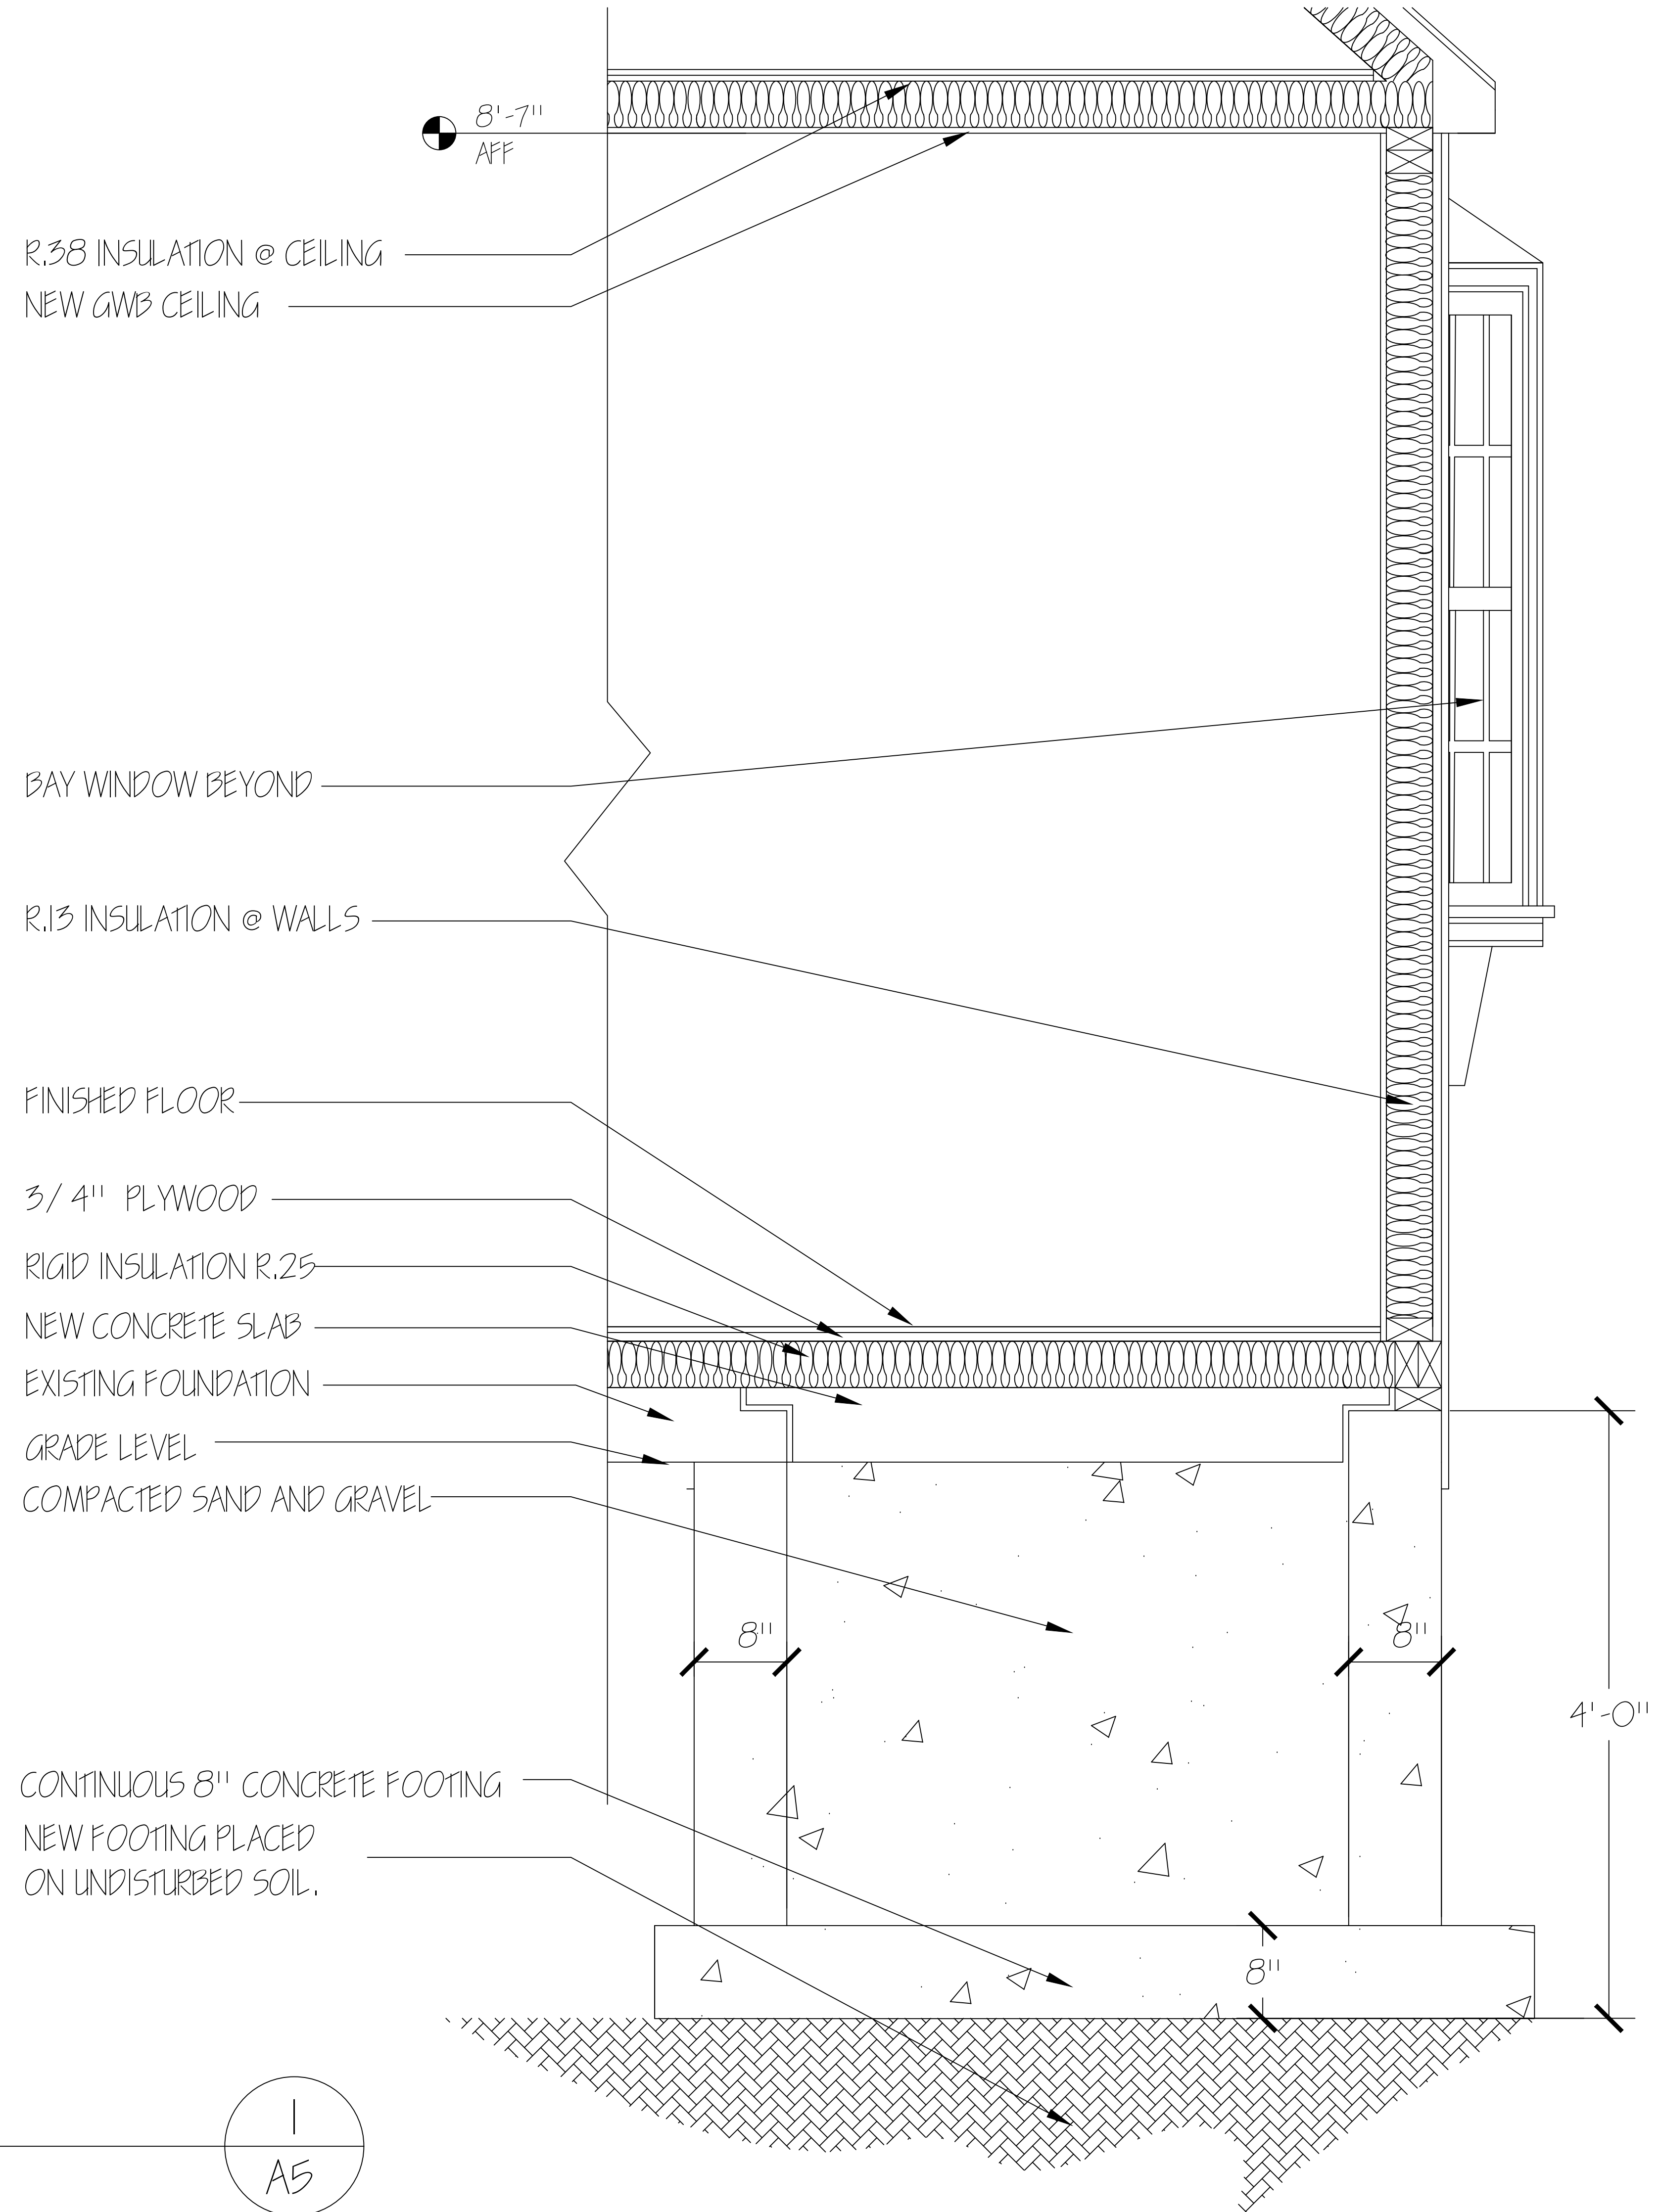 8'-7"
AFF
R.38 INSULATION @ CEILING
NEW GWB CEILING
BAY WINDOW BEYOND
R.13 INSULATION @ WALLS
FINISHED FLOOR
3/4" PLYWOOD
RIGID INSULATION R.25
NEW CONCRETE SLAB
EXISTING FOUNDATION
GRADE LEVEL
COMPACTED SAND AND GRAVEL
8"
8"
4'-0"
CONTINUOUS 8" CONCRETE FOOTING
NEW FOOTING PLACED
ON UNDISTURBED SOIL.
8"
1
A5